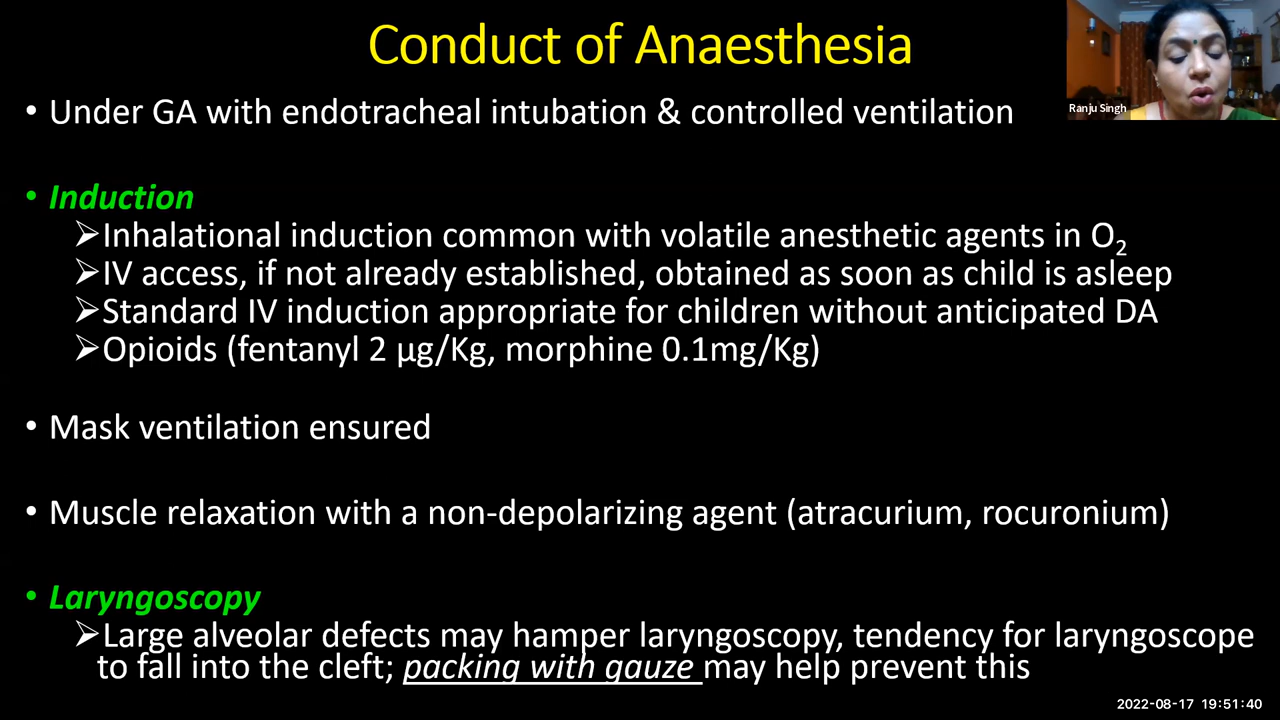 Conduct of Anaesthesia
Ranju Singh
• Under GA with endotracheal intubation & controlled ventilation
• Induction
➢Inhalational induction common with volatile anesthetic agents in O₂
➢IV access, if not already established, obtained as soon as child is asleep
➢Standard IV induction appropriate for children without anticipated DA
➢Opioids (fentanyl 2 µg/Kg, morphine 0.1mg/Kg)
• Mask ventilation ensured
• Muscle relaxation with a non-depolarizing agent (atracurium, rocuronium)
• Laryngoscopy
➢Large alveolar defects may hamper laryngoscopy, tendency for laryngoscope
to fall into the cleft; packing with gauze may help prevent this
2022-08-17 19:51:40